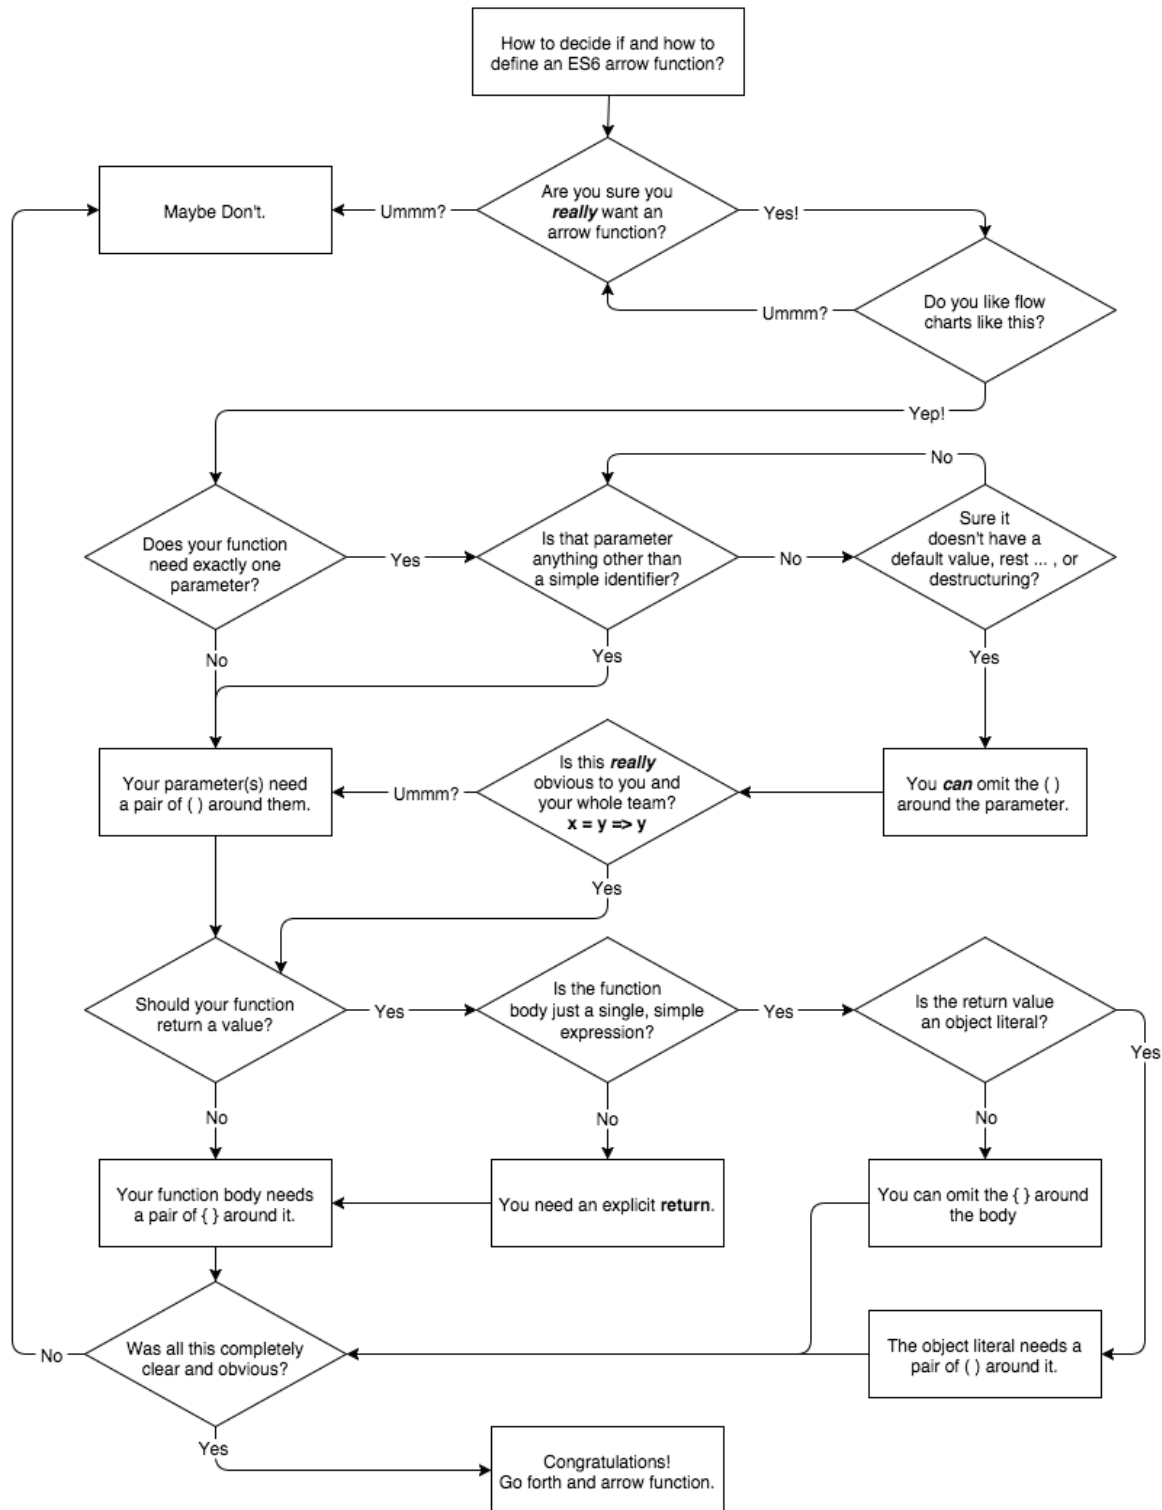 How to decide if and how to
define an ES6 arrow function?
Are you sure you
really want an
arrow function?
Ummm?
Maybe Don't.
Yes!
Do you like flow
charts like this?
Ummm?
Yep!
Does your function
need exactly one
parameter?
Yes
Is that parameter
anything other than
a simple identifier?
No
Sure it
doesn't have a
default value, rest ... , or
destructuring?
No
No
Yes
Yes
Your parameter(s) need
a pair of ( ) around them.
Ummm?
Is this really
obvious to you and
your whole team?
x = y => y
You can omit the ( )
around the parameter.
Yes
Should your function
return a value?
Yes
Is the function
body just a single, simple
expression?
Yes
Is the return value
an object literal?
Yes
No
No
No
Your function body needs
a pair of { } around it.
You need an explicit return.
You can omit the { } around
the body
No
Was all this completely
clear and obvious?
The object literal needs a
pair of ( ) around it.
Yes
Congratulations!
Go forth and arrow function.